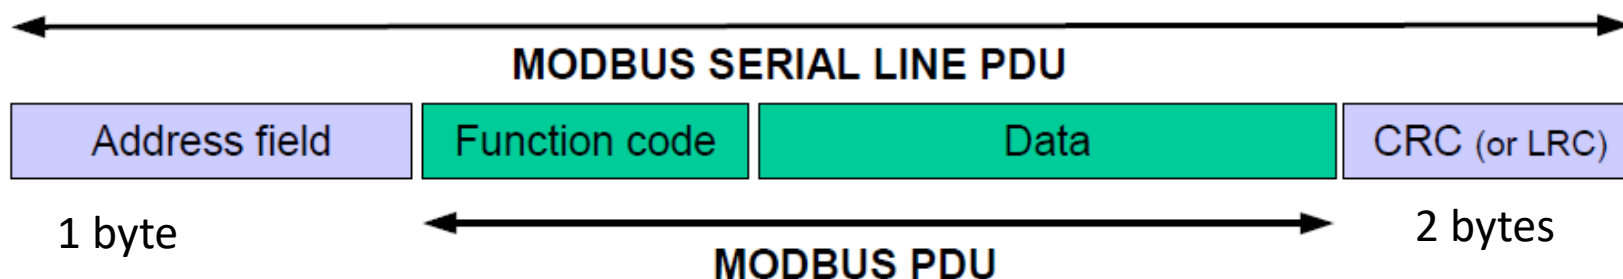 MODBUS SERIAL LINE PDU
Address field Function code Data CRC (or LRC)
1 byte 2 bytes
MODBUS PDU